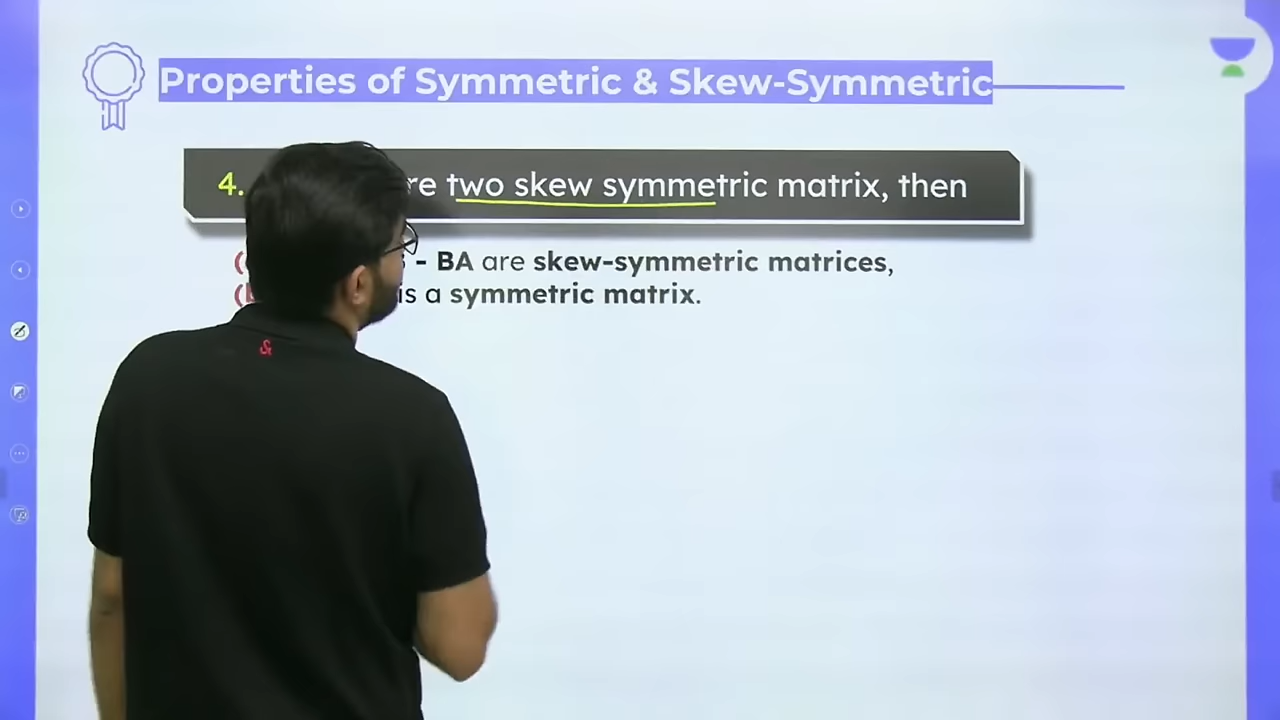 Properties of Symmetric & Skew-Symmetric
4. two skew symmetric matrix, then
- BA are skew-symmetric matrices,
is a symmetric matrix.